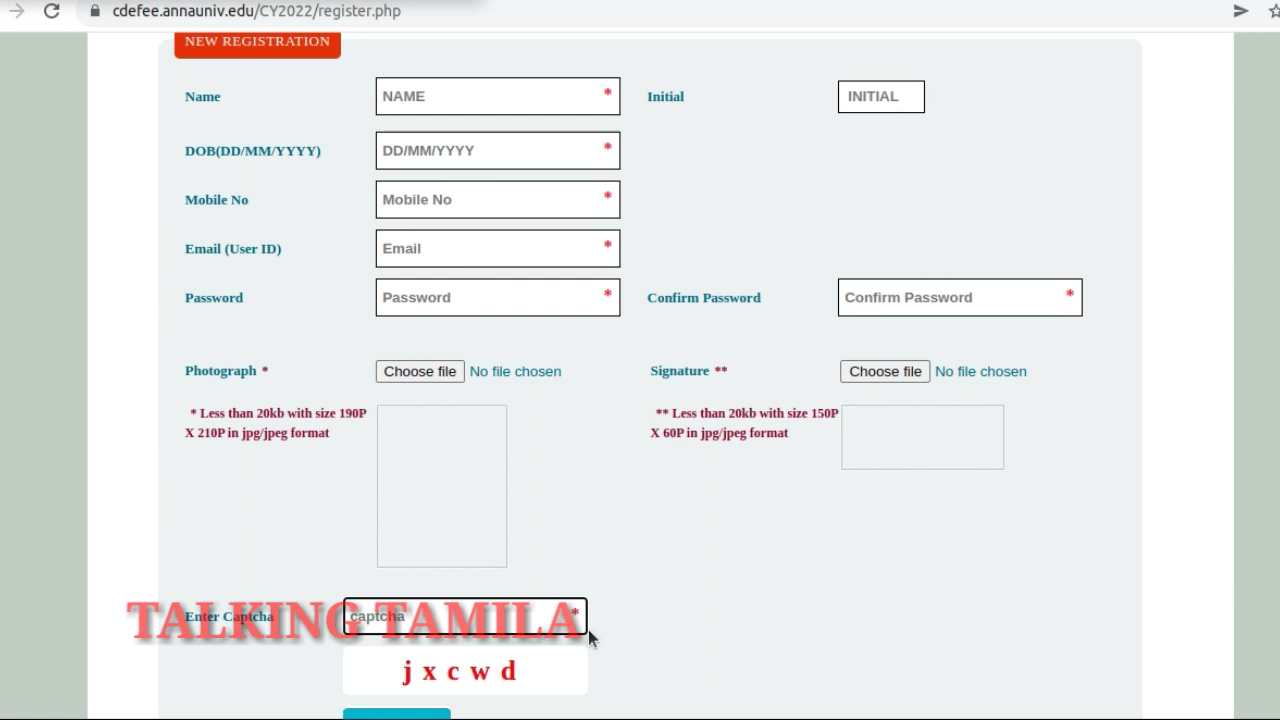 cdefee.annauniv.edu/CY2022/register.php
NEW REGISTRATION
Name NAME * Initial INITIAL
DOB(DD/MM/YYYY) DD/MM/YYYY *
Mobile No Mobile No *
Email (User ID) Email *
Password Password * Confirm Password Confirm Password *
Photograph * Choose file No file chosen Signature ** Choose file No file chosen
* Less than 20kb with size 190P ** Less than 20kb with size 150P
X 210P in jpg/jpeg format X 60P in jpg/jpeg format
Enter Captcha captcha *
TALKING TAMILA
j x c w d